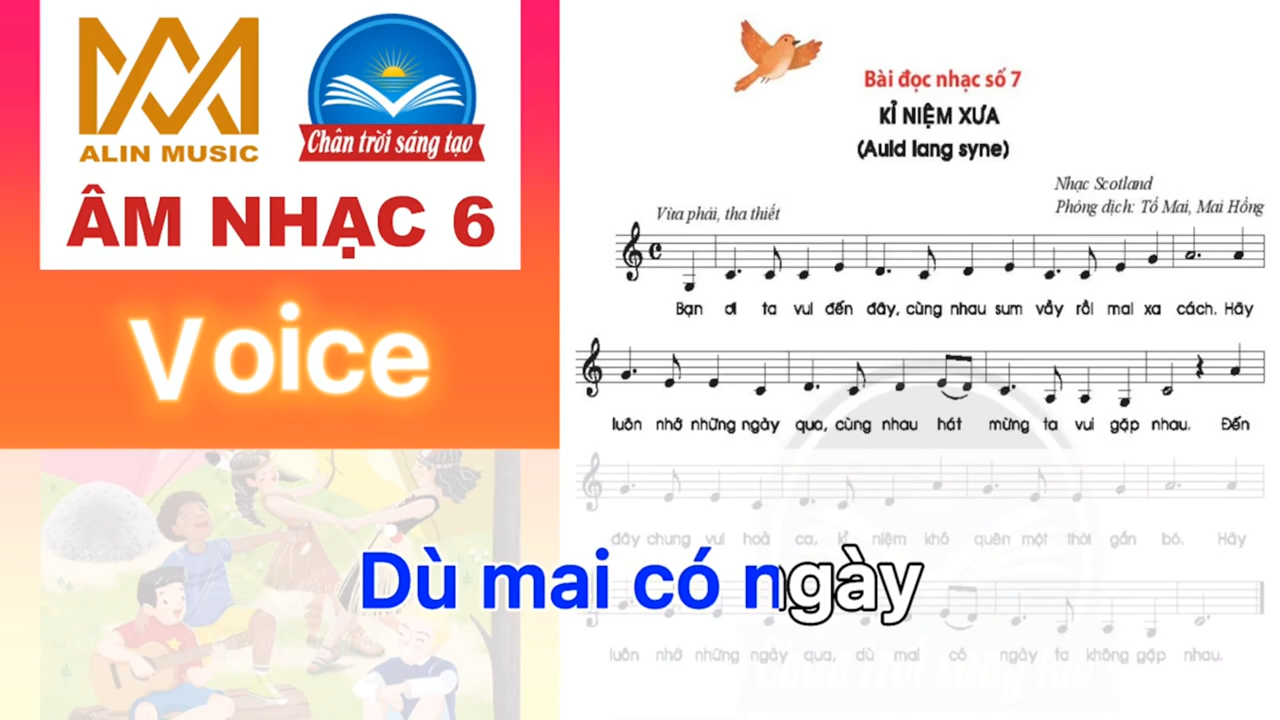 ALIN MUSIC
Chân trời sáng tạo
ÂM NHẠC 6
Voice
Bài đọc nhạc số 7
KỈ NIỆM XƯA
(Auld lang syne)
Nhạc Scotland
Vừa phải, tha thiết
Phỏng dịch: Tố Mai, Mai Hồng
Bạn ơi ta vui đến đây, cùng nhau sum vầy rồi mai xa cách. Hãy
luôn nhớ những ngày qua, cùng nhau hát mừng ta vui gặp nhau. Đến
đây chung vui hoà ca, kỉ niệm khó quên một thời gắn bó. Hãy
Dù mai có ngày
luôn nhớ những ngày qua, dù mai có ngày ta không gặp nhau.
Chân trời sáng tạo